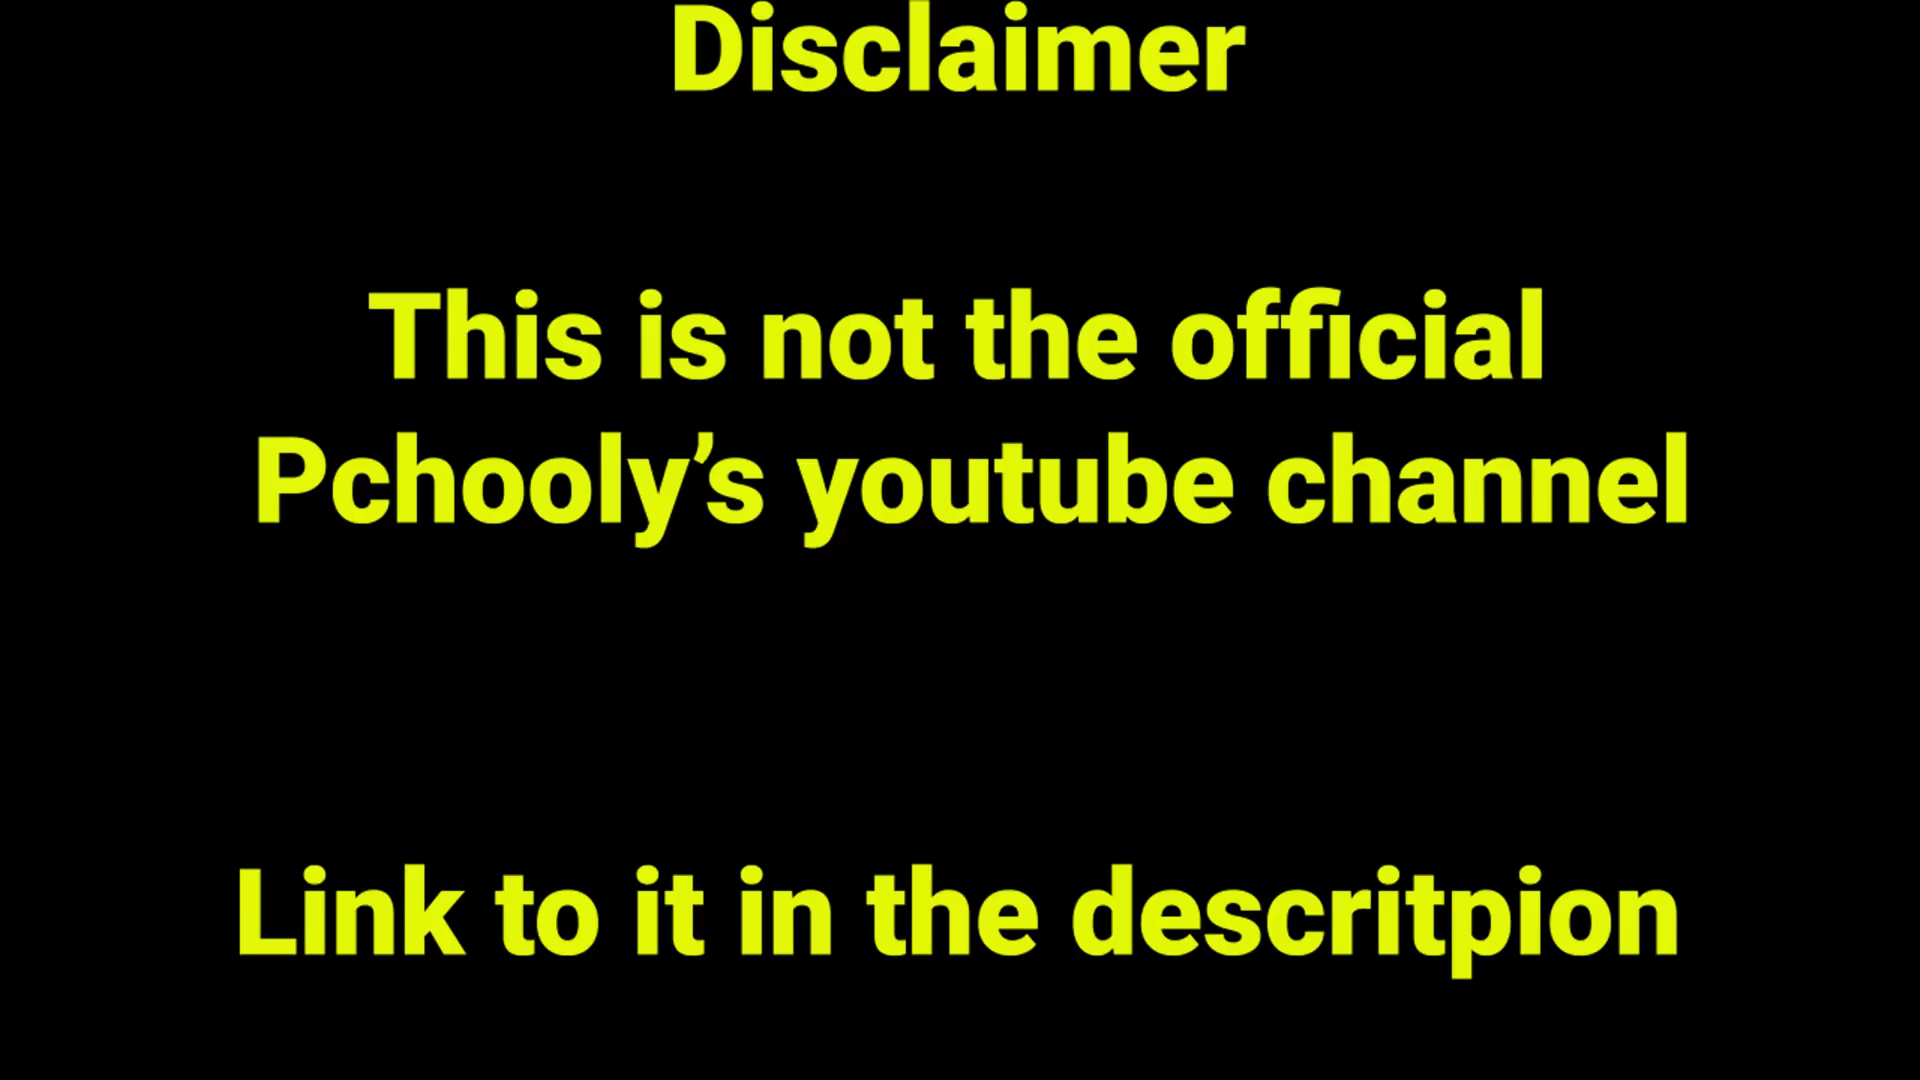 Disclaimer
This is not the official
Pchooly’s youtube channel
Link to it in the descritpion